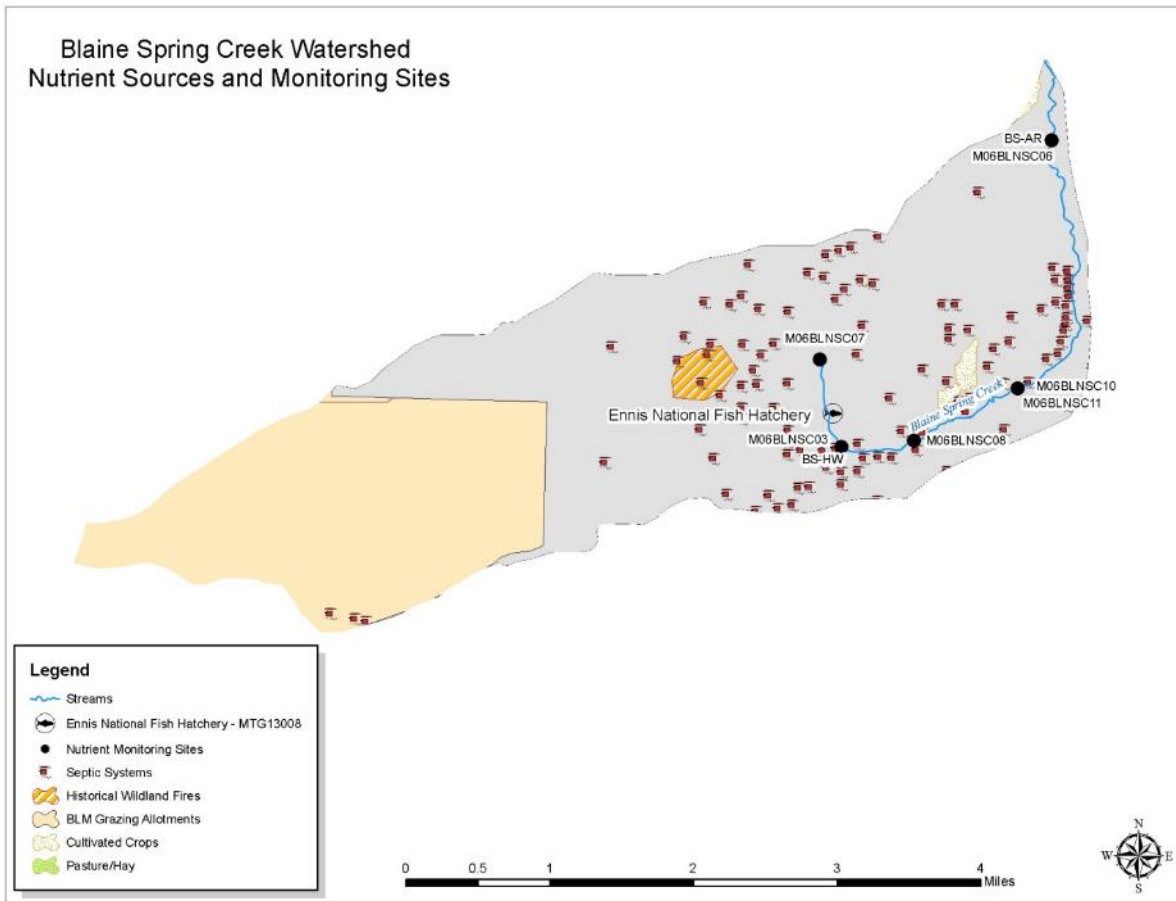 Blaine Spring Creek Watershed
Nutrient Sources and Monitoring Sites
BS-AR
M06BLNSC06
M06BLNSC07
M06BLNSC10
M06BLNSC11
Ennis National Fish Hatchery
Blaine Spring Creek
M06BLNSC03
M06BLNSC08
BS-HW
Legend
Streams
Ennis National Fish Hatchery - MTG13008
Nutrient Monitoring Sites
Septic Systems
Historical Wildland Fires
BLM Grazing Allotments
Cultivated Crops
Pasture/Hay
0 0.5 1 2 3 4
Miles
N
W E
S